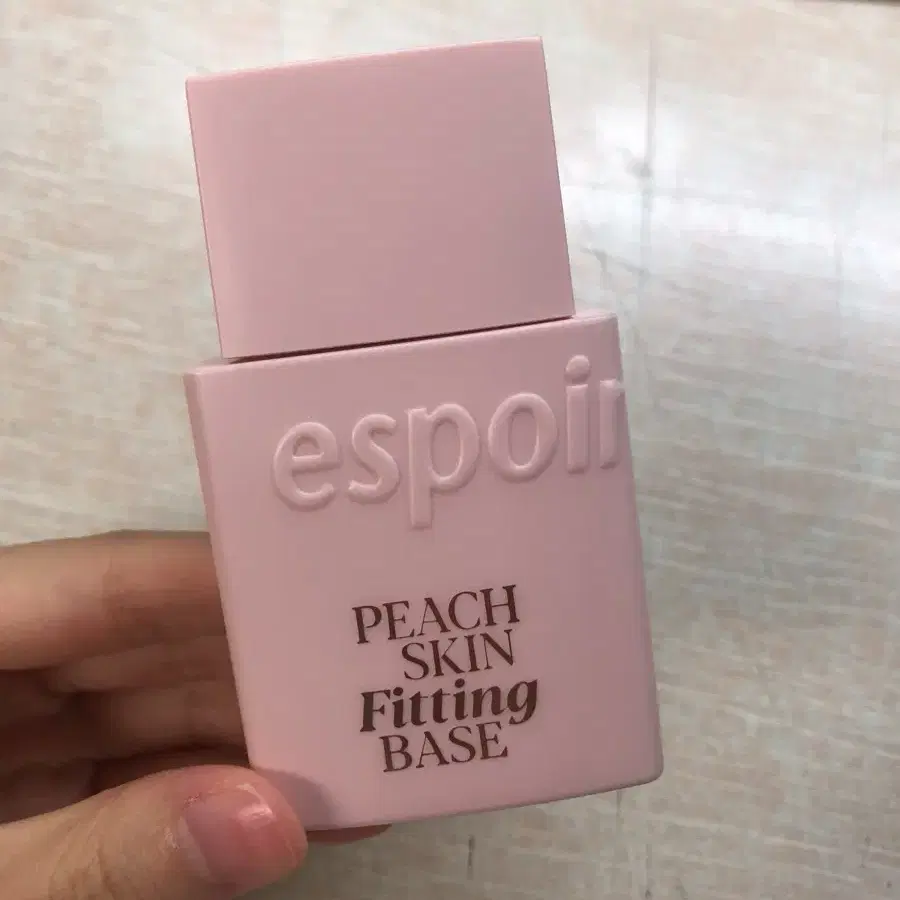 espoir
PEACH
SKIN
Fitting
BASE